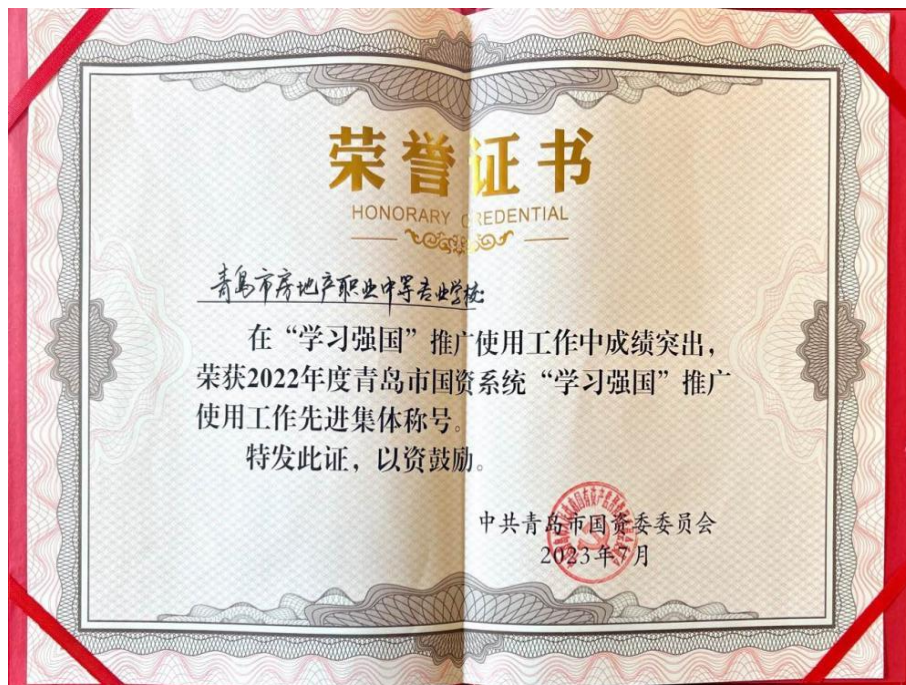 荣誉证书
HONORARY CREDENTIAL
青岛市房地产职业中等专业学校:
在“学习强国”推广使用工作中成绩突出，
荣获2022年度青岛市国资系统“学习强国”推广
使用工作先进集体称号。
特发此证，以资鼓励。
中共青岛市国资委委员会
2023年7月